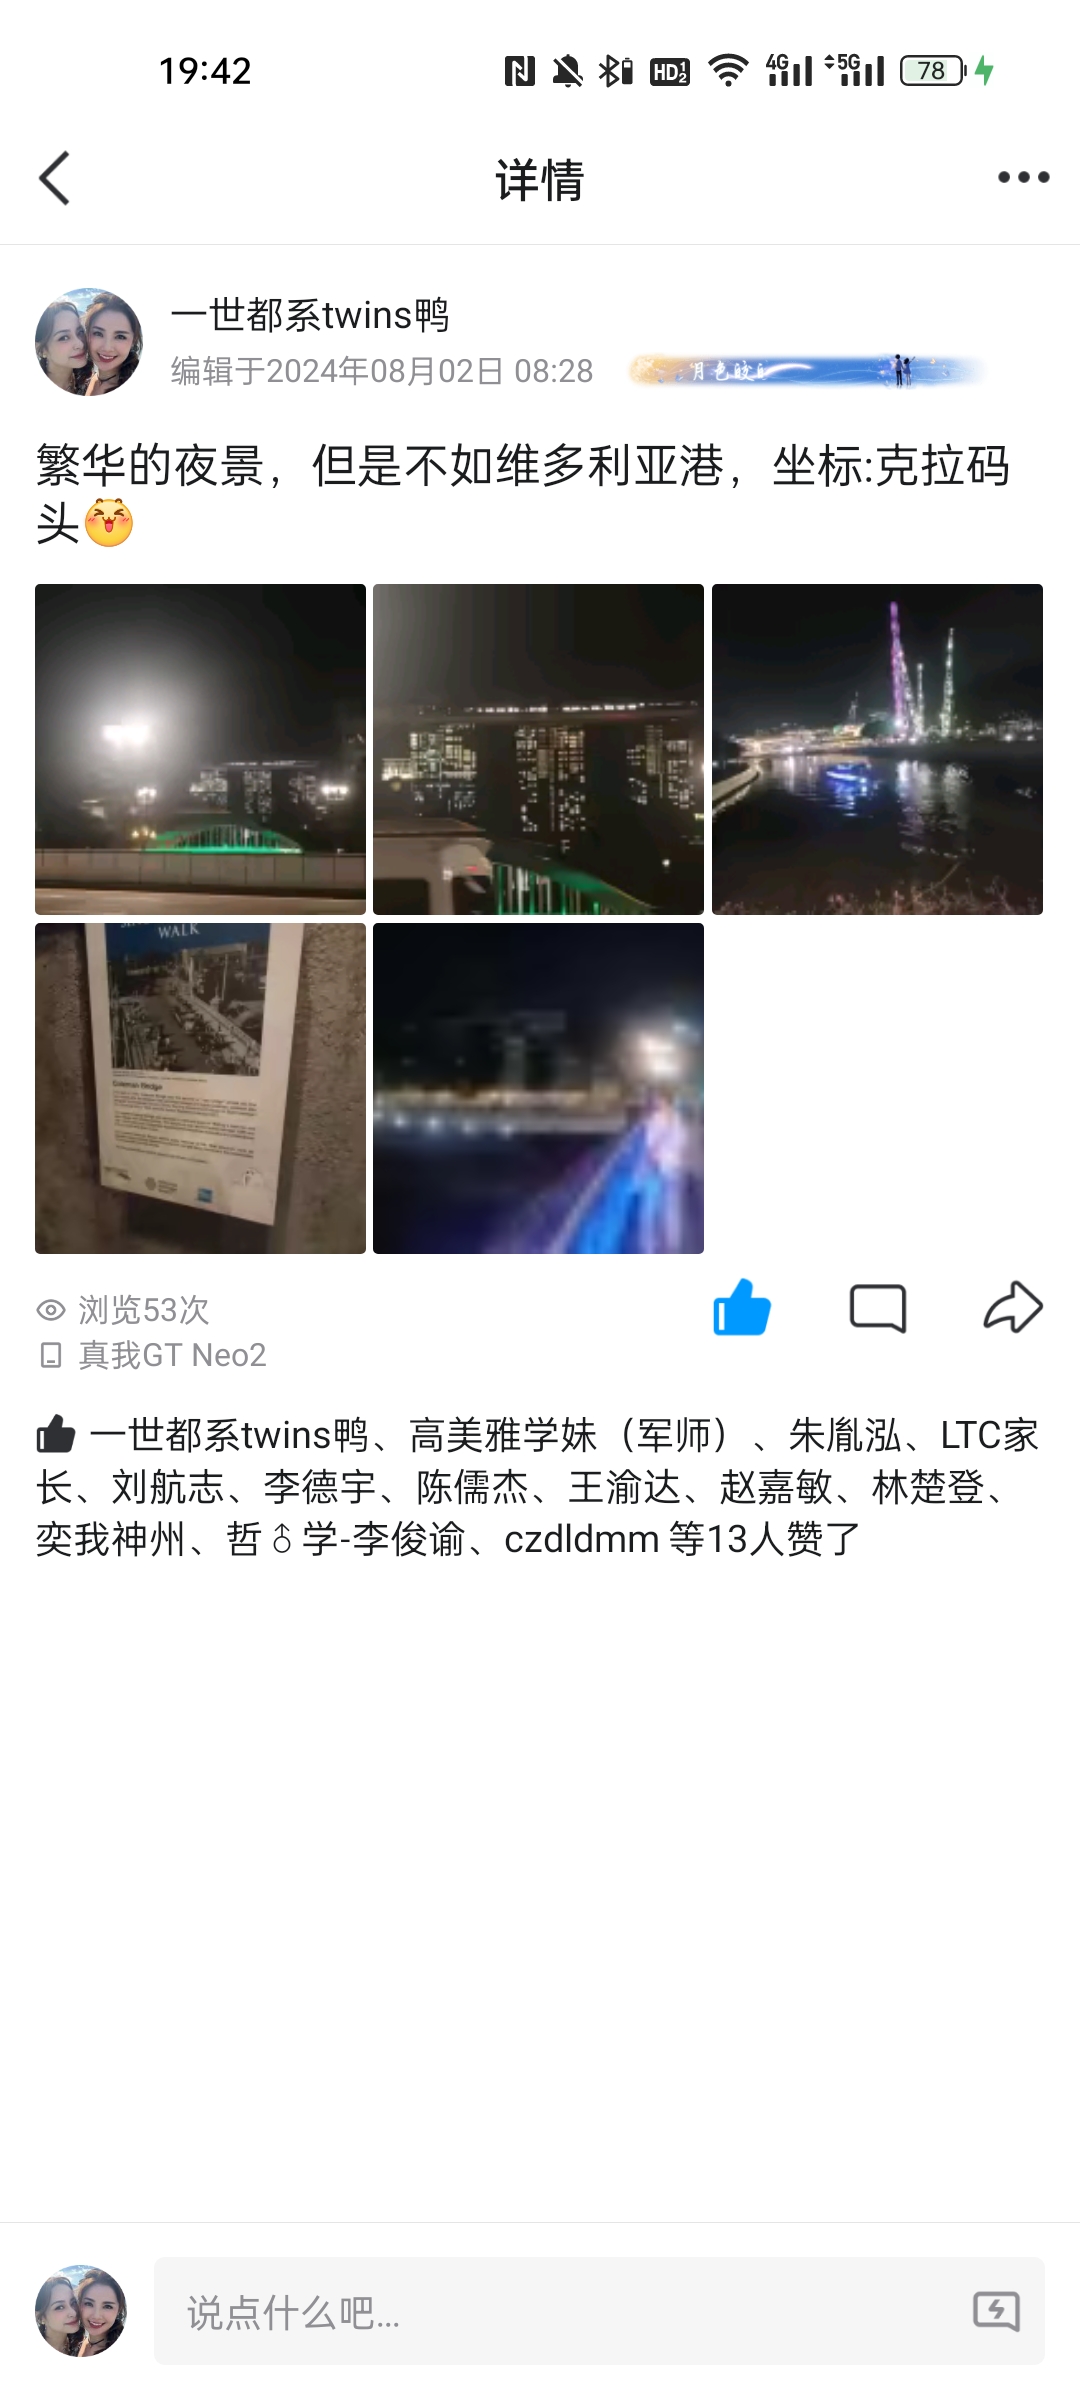 19:42
HD
4G
5G
78
详情
一世都系twins鸭
编辑于2024年08月02日 08:28
月色皎
繁华的夜景，但是不如维多利亚港，坐标:克拉码
头
WALK
Coleman Bridge
浏览53次
真我GT Neo2
一世都系twins鸭、高美雅学妹（军师）、朱胤泓、LTC家
长、刘航志、李德宇、陈儒杰、王渝达、赵嘉敏、林楚登、
奕我神州、哲♂学-李俊谕、czdldmm 等13人赞了
说点什么吧...